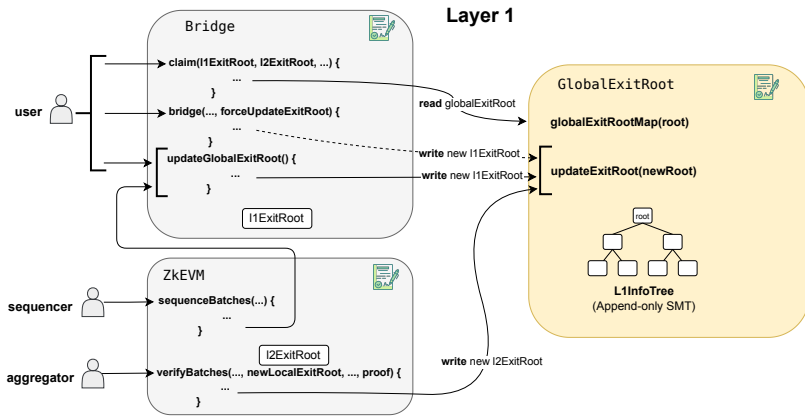 Layer 1
Bridge
claim(l1ExitRoot, l2ExitRoot, ...) {
...
}
bridge(..., forceUpdateExitRoot) {
...
}
updateGlobalExitRoot() {
...
}
l1ExitRoot
user
read globalExitRoot
write new l1ExitRoot
write new l1ExitRoot
GlobalExitRoot
globalExitRootMap(root)
updateExitRoot(newRoot)
root
L1InfoTree
(Append-only SMT)
ZkEVM
sequencer
sequenceBatches(...) {
...
}
l2ExitRoot
aggregator
verifyBatches(..., newLocalExitRoot, ..., proof) {
...
}
write new l2ExitRoot